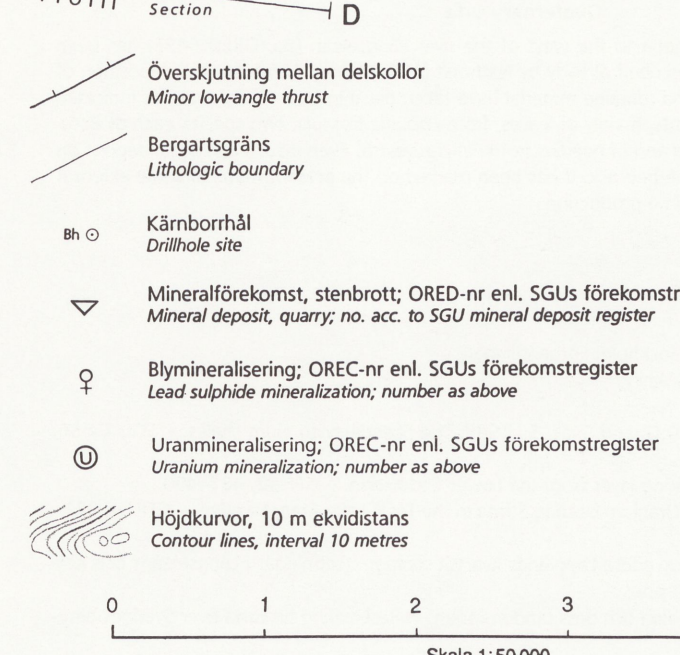 Section
D
Överskjutning mellan delskollor
Minor low-angle thrust
Bergartsgräns
Lithologic boundary
Bh
Kärnborrhål
Drillhole site
Mineralförekomst, stenbrott; ORED-nr enl. SGUs förekomstr
Mineral deposit, quarry; no. acc. to SGU mineral deposit register
Blymineralisering; OREC-nr enl. SGUs förekomstregister
Lead sulphide mineralization; number as above
U
Uranmineralisering; OREC-nr enl. SGUs förekomstregister
Uranium mineralization; number as above
Höjdkurvor, 10 m ekvidistans
Contour lines, interval 10 metres
0 1 2 3
Skala 1:50 000